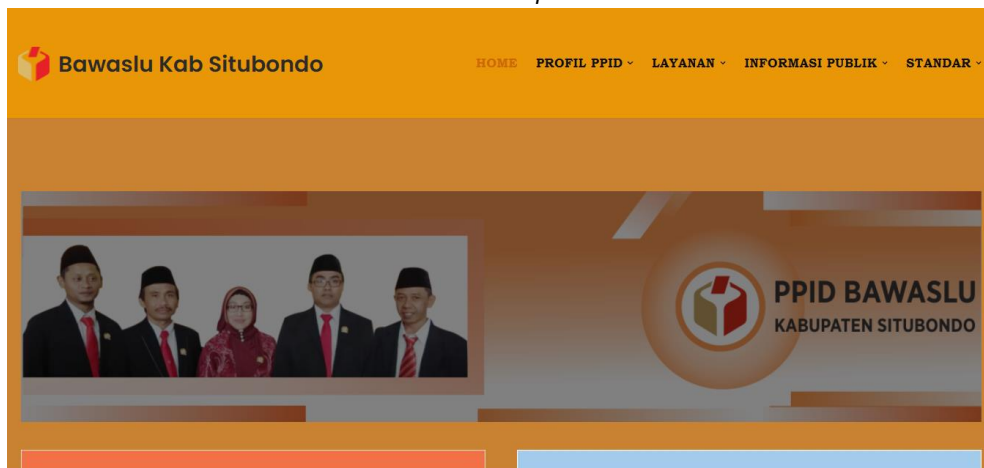 Bawaslu Kab Situbondo
HOME PROFIL PPID LAYANAN INFORMASI PUBLIK STANDAR
PPID BAWASLU
KABUPATEN SITUBONDO